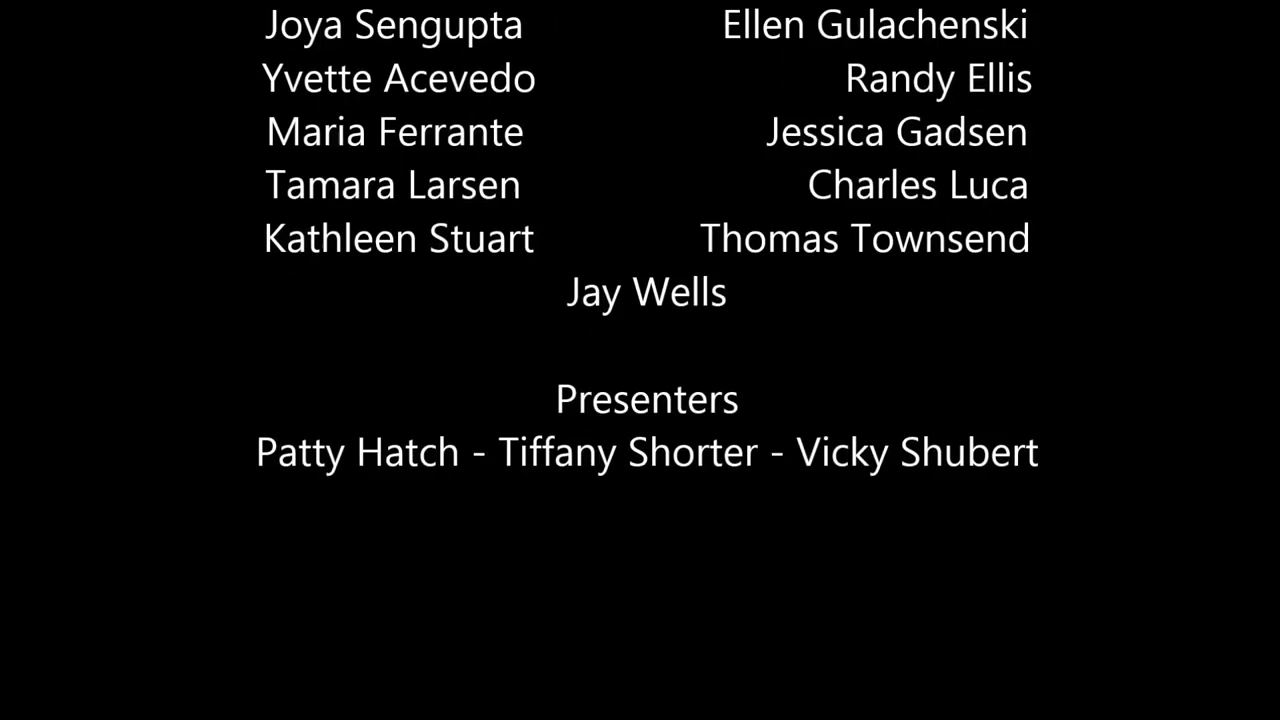 Joya Sengupta Ellen Gulachenski
Yvette Acevedo Randy Ellis
Maria Ferrante Jessica Gadsen
Tamara Larsen Charles Luca
Kathleen Stuart Thomas Townsend
Jay Wells
Presenters
Patty Hatch - Tiffany Shorter - Vicky Shubert